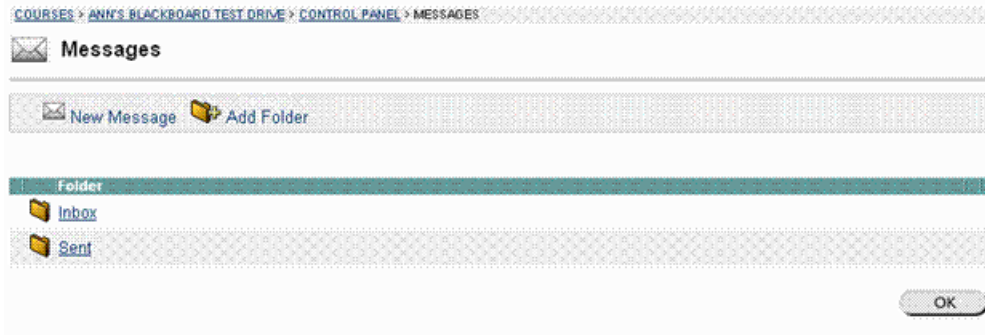 COURSES > ANN'S BLACKBOARD TEST DRIVE > CONTROL PANEL > MESSAGES
Messages
New Message Add Folder
Folder
Inbox
Sent
OK